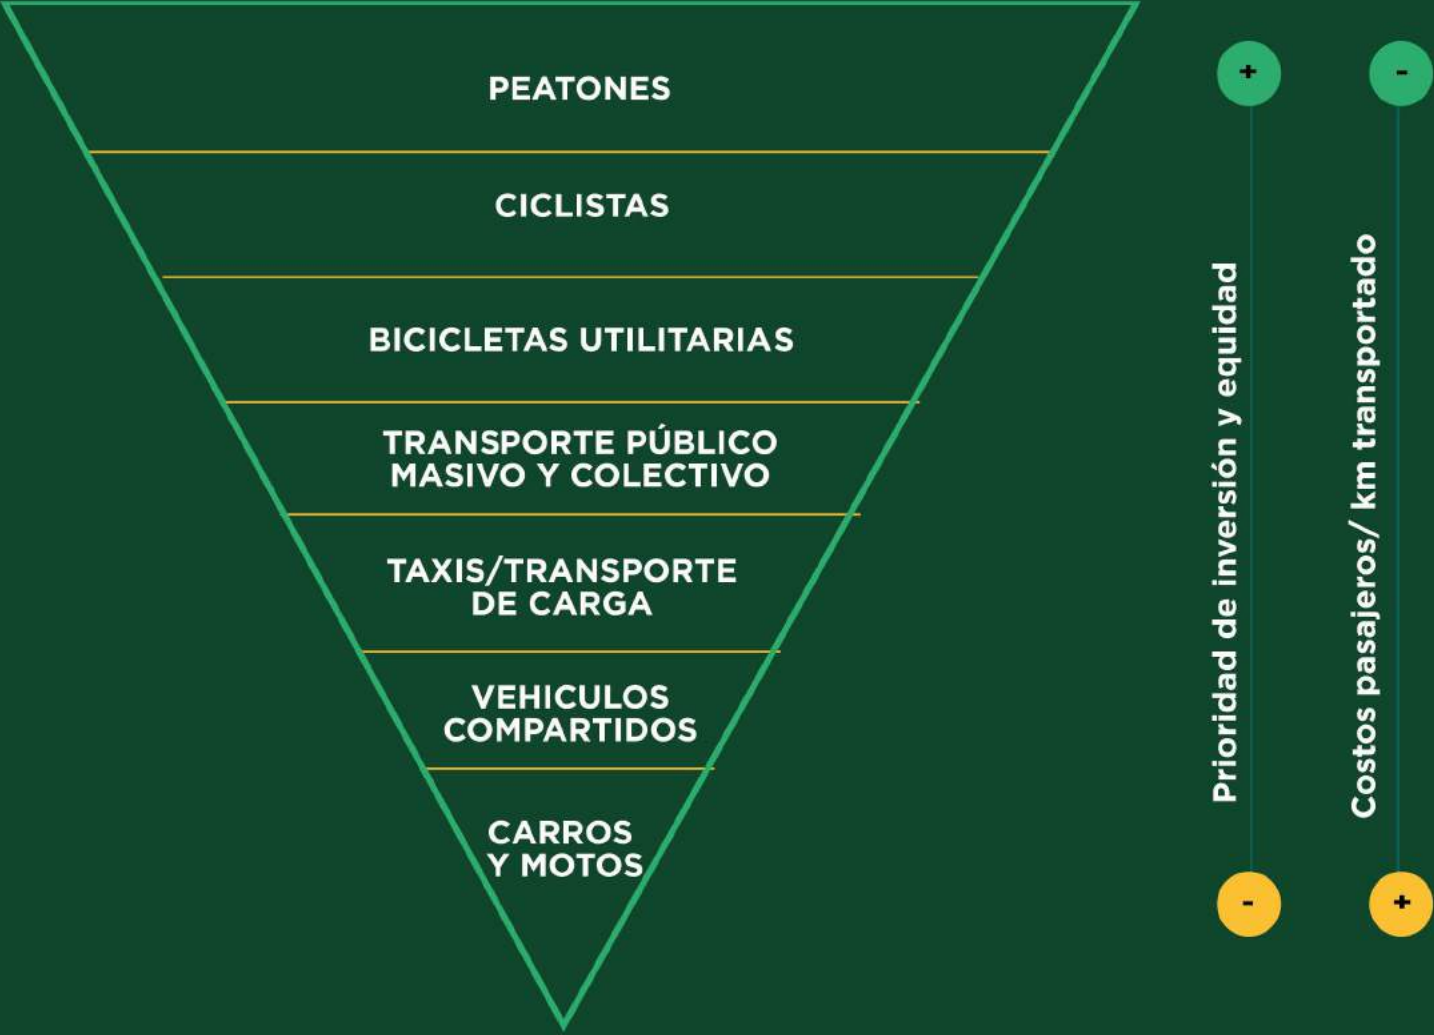 PEATONES
CICLISTAS
BICICLETAS UTILITARIAS
TRANSPORTE PÚBLICO
MASIVO Y COLECTIVO
TAXIS/TRANSPORTE
DE CARGA
VEHICULOS
COMPARTIDOS
CARROS
Y MOTOS
+
Prioridad de inversión y equidad
-
-
Costos pasajeros/ km transportado
+